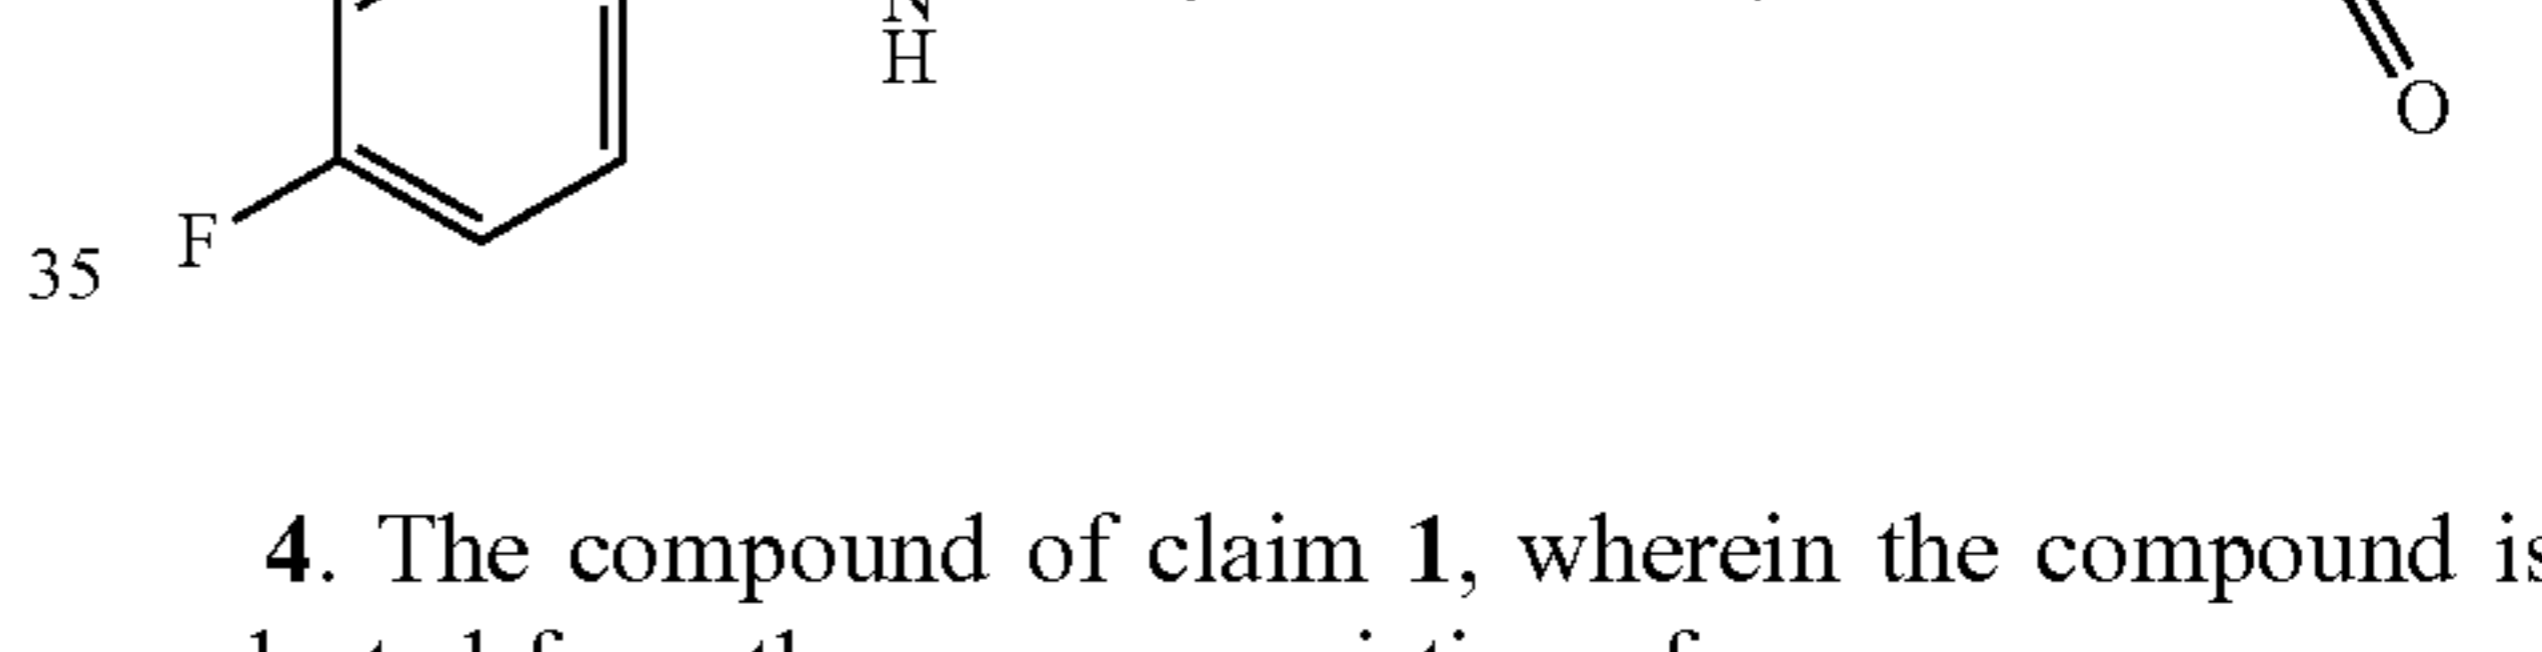 N
H
O
F
35
4. The compound of claim 1, wherein the compound is